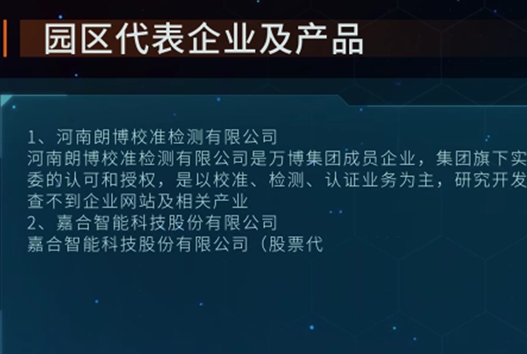 园区代表企业及产品
1、河南朗博校准检测有限公司
河南朗博校准检测有限公司是万博集团成员企业，集团旗下实
委的认可和授权，是以校准、检测、认证业务为主，研究开发
查不到企业网站及相关产业
2、嘉合智能科技股份有限公司
嘉合智能科技股份有限公司（股票代